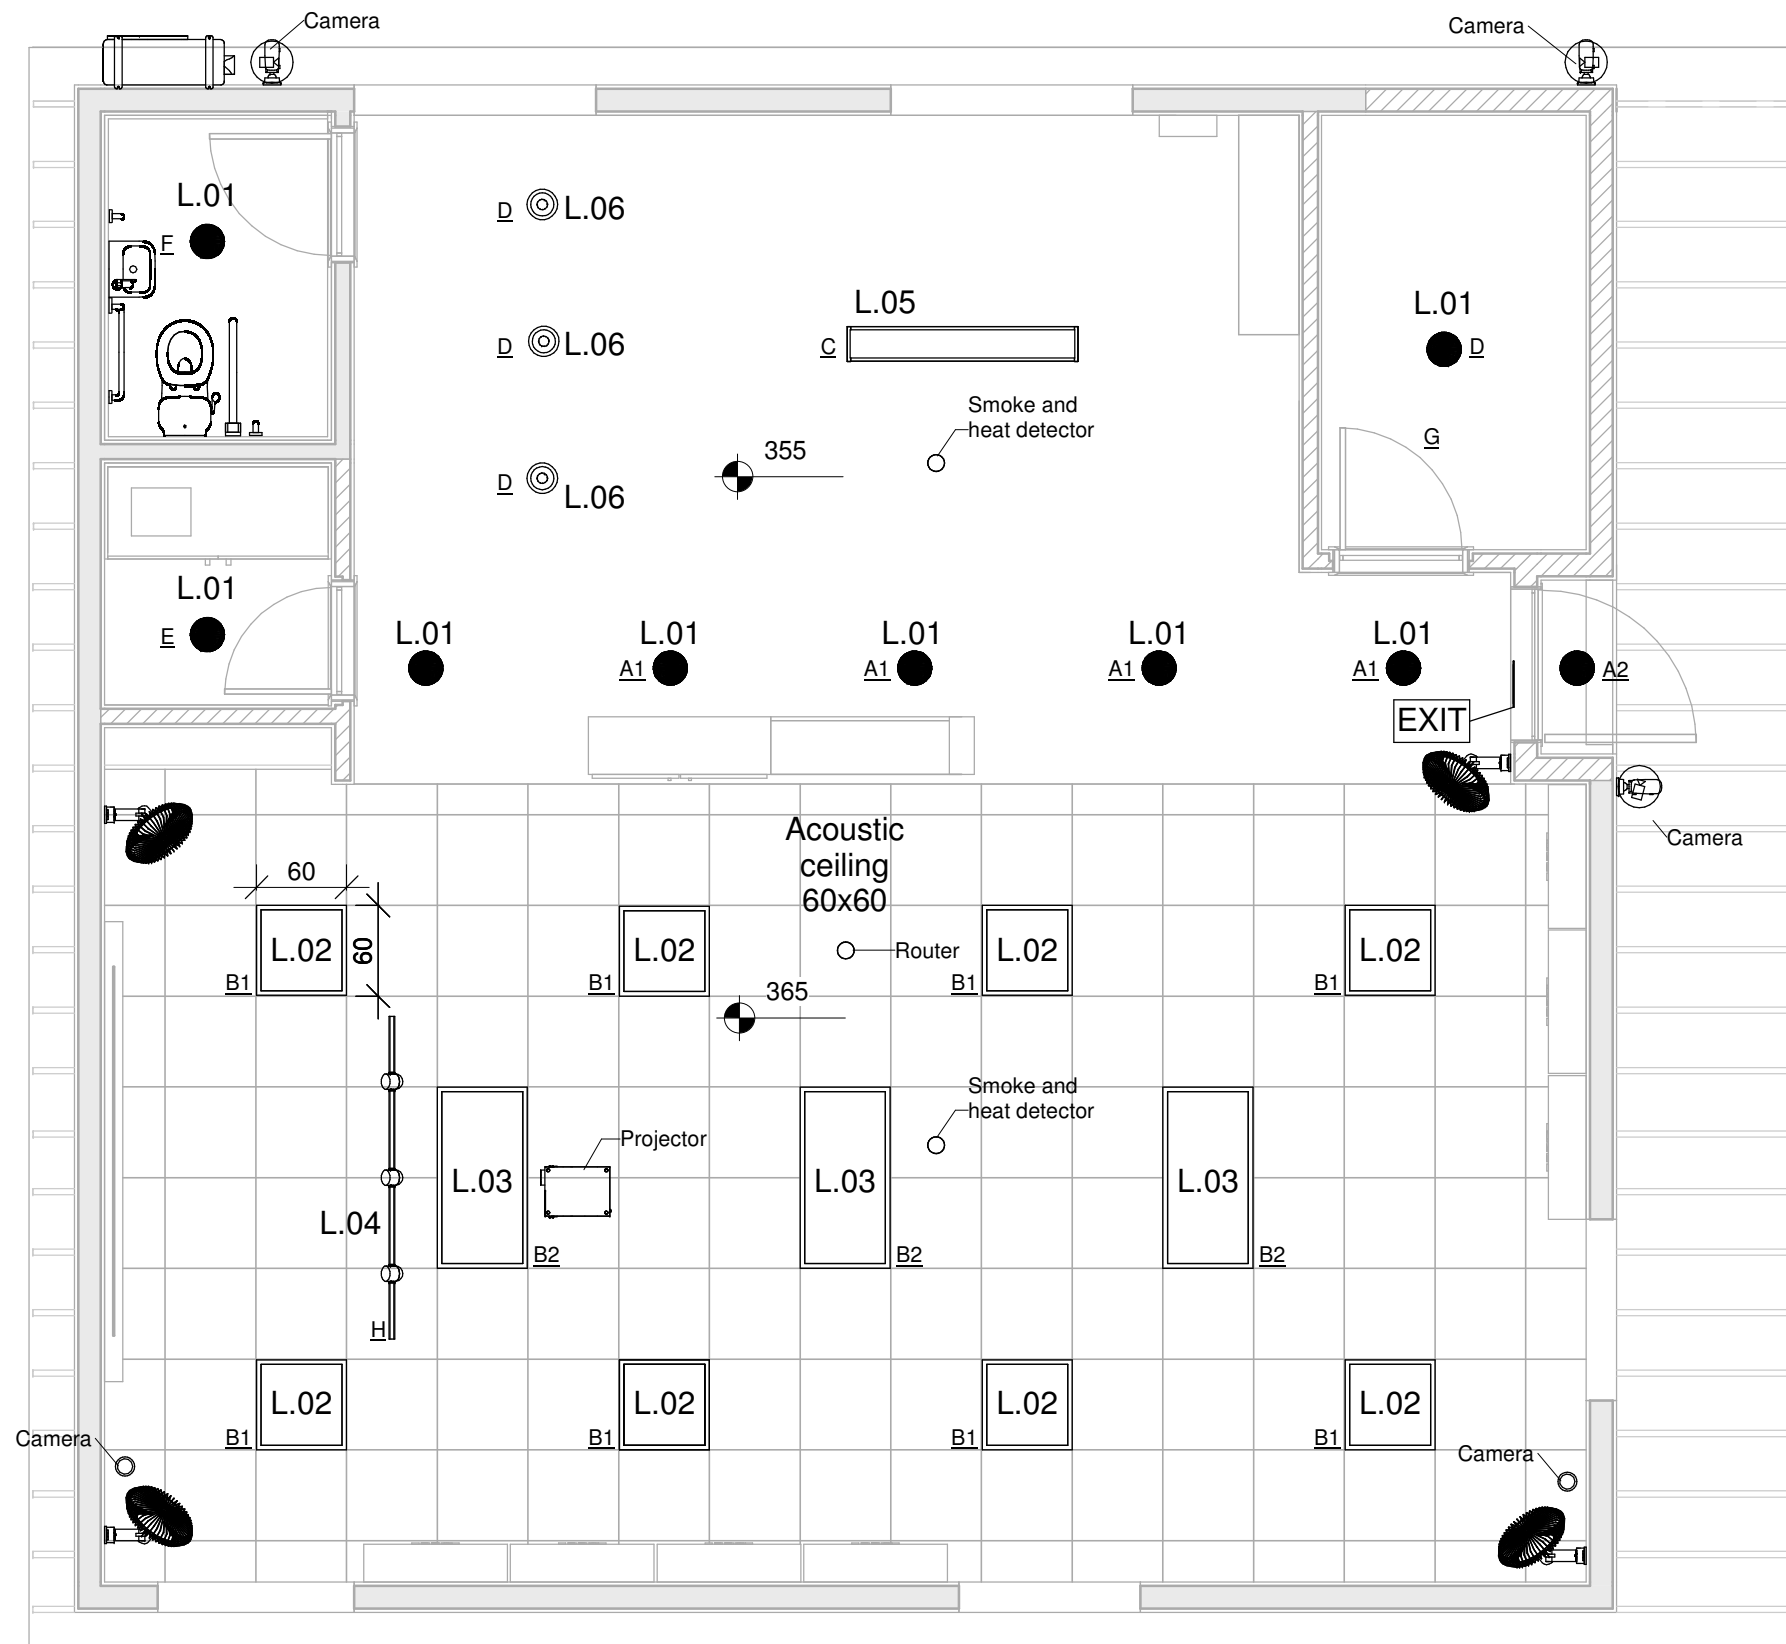 Camera
Camera
L.01
F
D L.06
L.05
D L.06
C
L.01
D
Smoke and
heat detector
G
355
D L.06
L.01
E
L.01
L.01
L.01
L.01
L.01
A1
A1
A1
A1
A2
EXIT
Camera
Acoustic
ceiling
60x60
60
60
L.02
L.02
L.02
L.02
Router
B1
B1
B1
B1
365
Smoke and
heat detector
Projector
L.03
L.03
L.03
L.04
B2
B2
B2
H
L.02
L.02
L.02
L.02
B1
B1
B1
B1
Camera
Camera